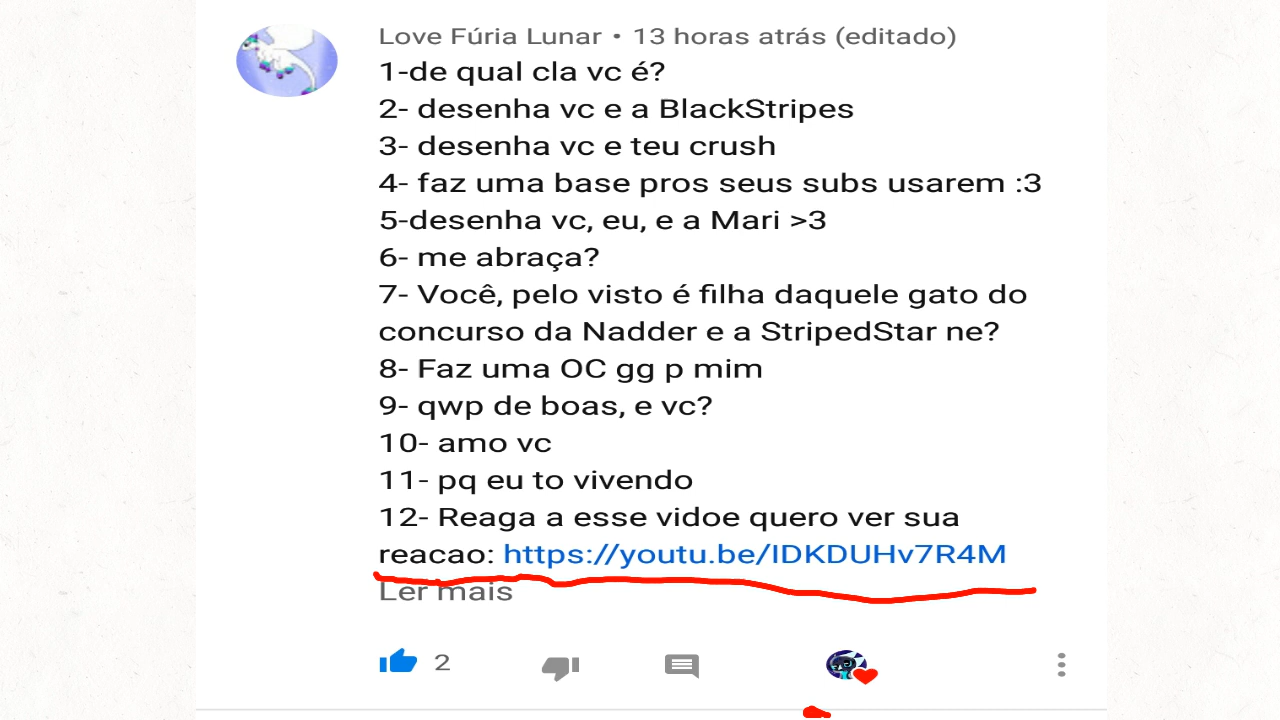 Love Fúria Lunar • 13 horas atrás (editado)
1-de qual cla vc é?
2- desenha vc e a BlackStripes
3- desenha vc e teu crush
4- faz uma base pros seus subs usarem :3
5-desenha vc, eu, e a Mari >3
6- me abraça?
7- Você, pelo visto é filha daquele gato do
concurso da Nadder e a StripedStar ne?
8- Faz uma OC gg p mim
9- qwp de boas, e vc?
10- amo vc
11- pq eu to vivendo
12- Reaga a esse vidoe quero ver sua
reacao: https://youtu.be/IDKDUHv7R4M
Ler mais
2